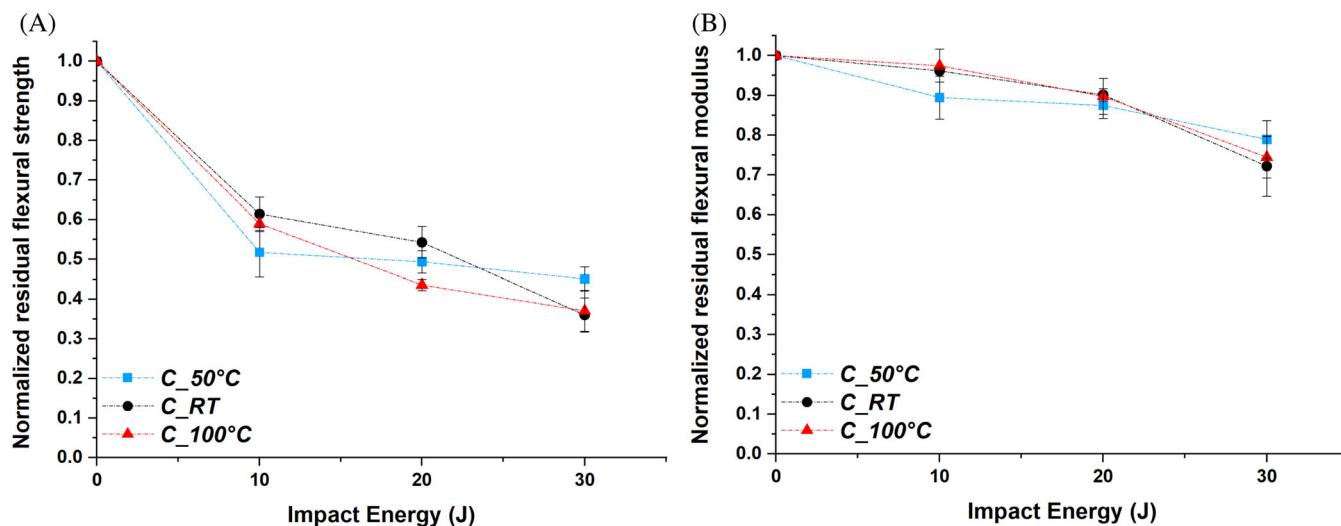 (A)
Normalized residual flexural strength
1.0
0.9
0.8
0.7
0.6
0.5
0.4
0.3
0.2
0.1
0.0
C_50°C
C_RT
C_100°C
0 10 20 30
Impact Energy (J)
(B)
Normalized residual flexural modulus
1.0
0.9
0.8
0.7
0.6
0.5
0.4
0.3
0.2
0.1
0.0
C_50°C
C_RT
C_100°C
0 10 20 30
Impact Energy (J)